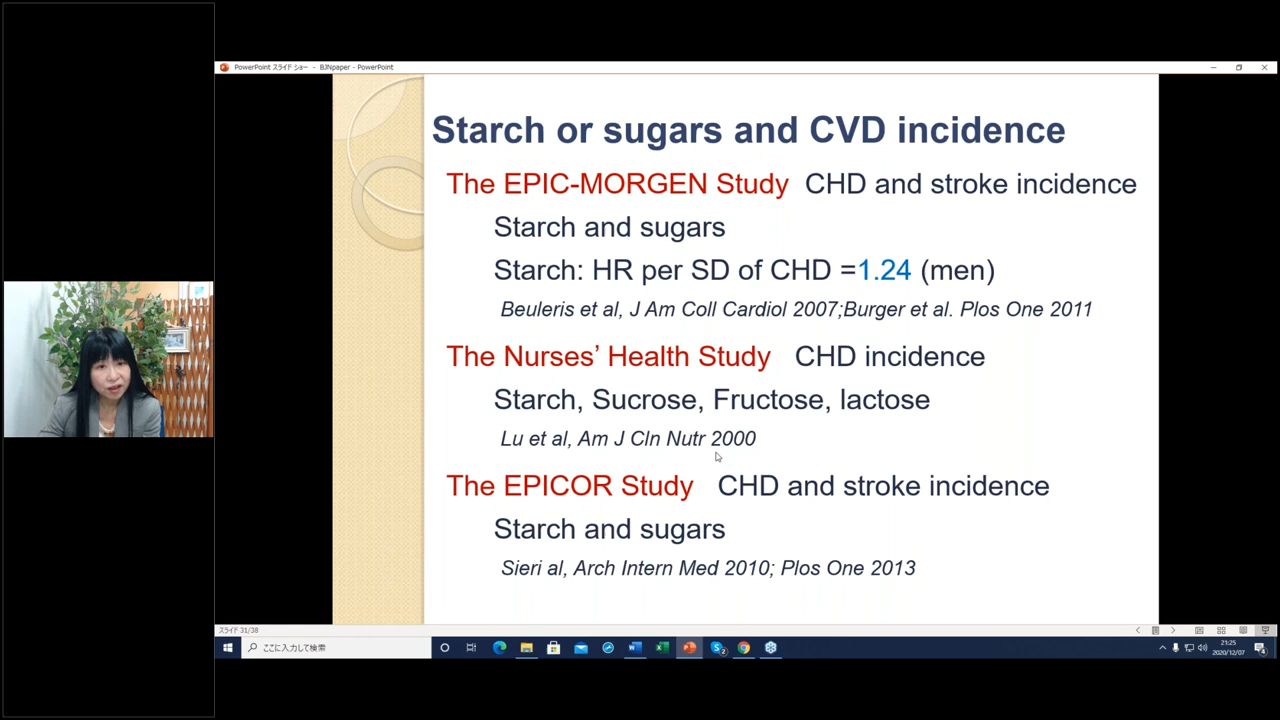 PowerPoint スライド ショー - BJNpaper - PowerPoint
Starch or sugars and CVD incidence
The EPIC-MORGEN Study CHD and stroke incidence
Starch and sugars
Starch: HR per SD of CHD =1.24 (men)
Beuleris et al, J Am Coll Cardiol 2007;Burger et al. Plos One 2011
The Nurses’ Health Study CHD incidence
Starch, Sucrose, Fructose, lactose
Lu et al, Am J Cln Nutr 2000
The EPICOR Study CHD and stroke incidence
Starch and sugars
Sieri al, Arch Intern Med 2010; Plos One 2013
スライド 31/38
ここに入力して検索
21:25
2020/12/07